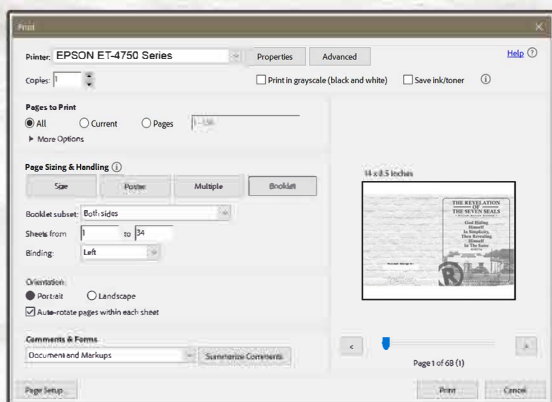 Print
Printer: EPSON ET-4750 Series Properties Advanced Help
Copies: 1 Print in grayscale (black and white) Save ink/toner
Pages to Print
All Current Pages
More Options
Page Sizing & Handling
Size Poster Multiple Booklet
Booklet subset: Both sides
Sheets from 1 to 34
Binding: Left
Orientation:
Portrait Landscape
Auto-rotate pages within each sheet
Comments & Forms
Document and Markups Summarize Comments
Page Setup
14 x 8.5 Inches
THE REVELATION
OF
THE SEVEN SEALS
God Hiding
Himself
In Simplicity,
Then Revealing
Himself
In The Same
<
>
Page 1 of 68 (1)
Print Cancel